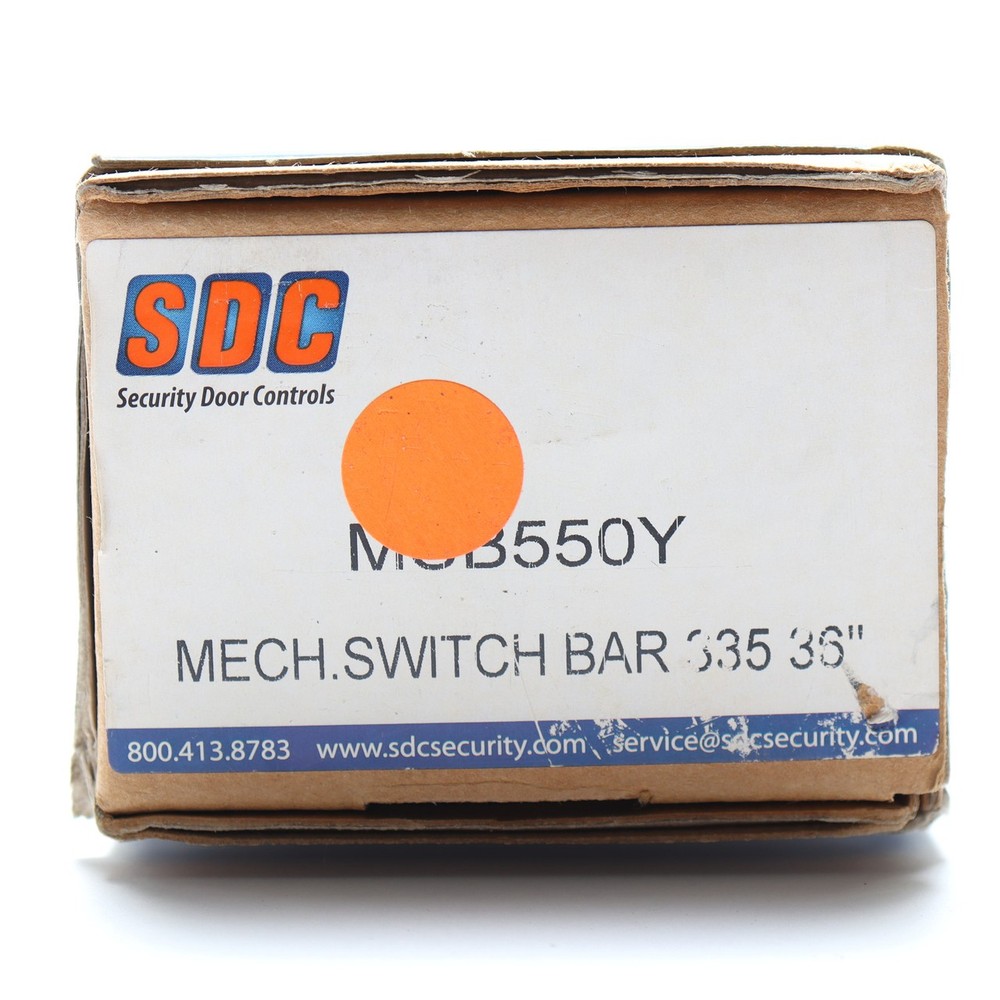 SDC
Security Door Controls
MSB550Y
MECH.SWITCH BAR 335 36"
800.413.8783 www.sdcsecurity.com service@sdcsecurity.com